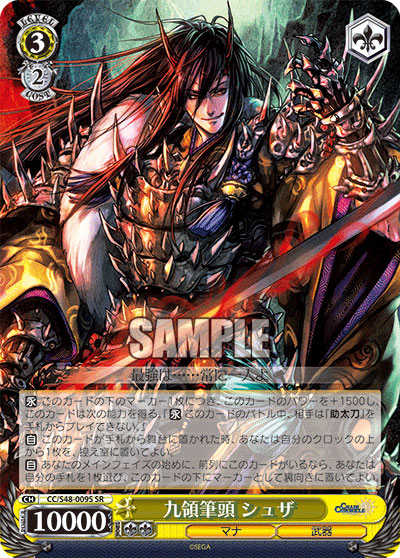 LEVEL
3
2
COST
SAMPLE
最強は……常に一人よ
永 このカードの下のマーカー1枚につき、このカードのパワーを+1500し、
このカードは次の能力を得る。『永 このカードのバトル中、相手は「助太刀」を
手札からプレイできない。』
自 このカードが手札から舞台に置かれた時、あなたは自分のクロックの上
から1枚を、控え室に置いてよい。
自 あなたのメインフェイズの始めに、前列にこのカードがいるなら、あなたは
自分の手札を1枚選び、このカードの下にマーカーとして裏向きに置いてよい。
CH CC/S48-009S SR
10000
九領筆頭 シュザ
CHAIN CHRONICLE
マナ 武器
©SEGA